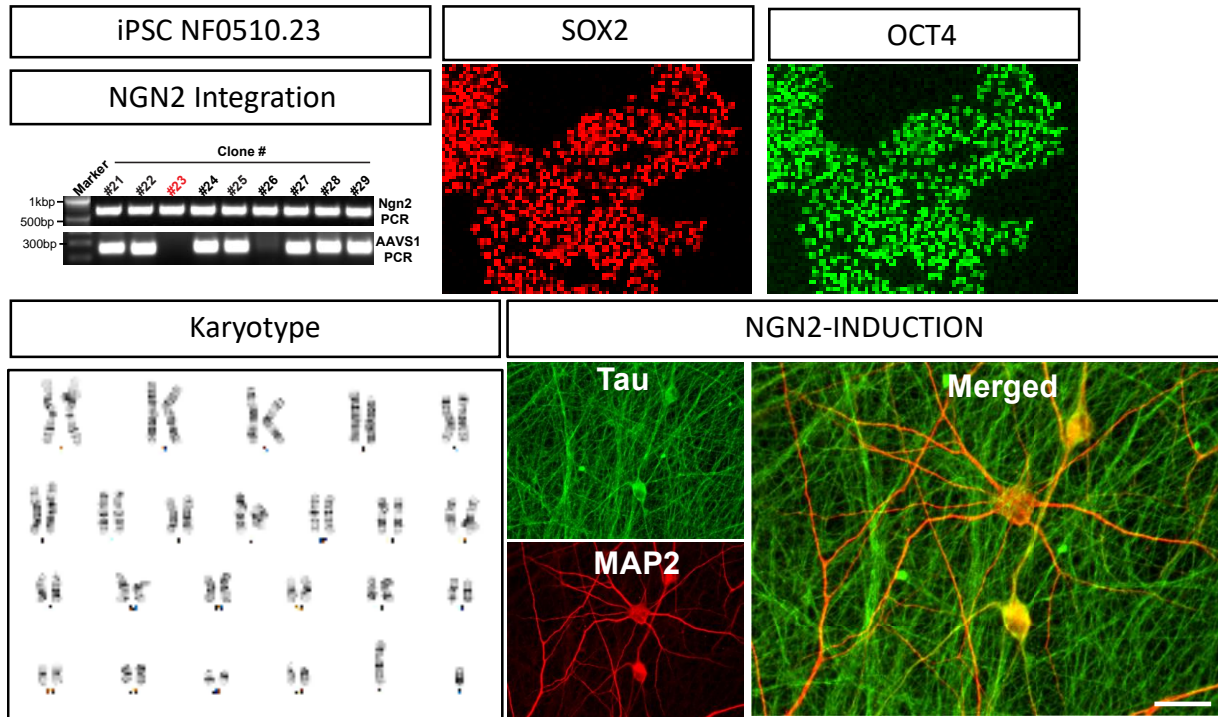 iPSC NF0510.23
SOX2
OCT4
NGN2 Integration
Clone #
Marker
#21
#22
#23
#24
#25
#26
#27
#28
#29
1kbp
500bp
Ngn2
PCR
300bp
AAVS1
PCR
Karyotype
NGN2-INDUCTION
Tau
Merged
MAP2